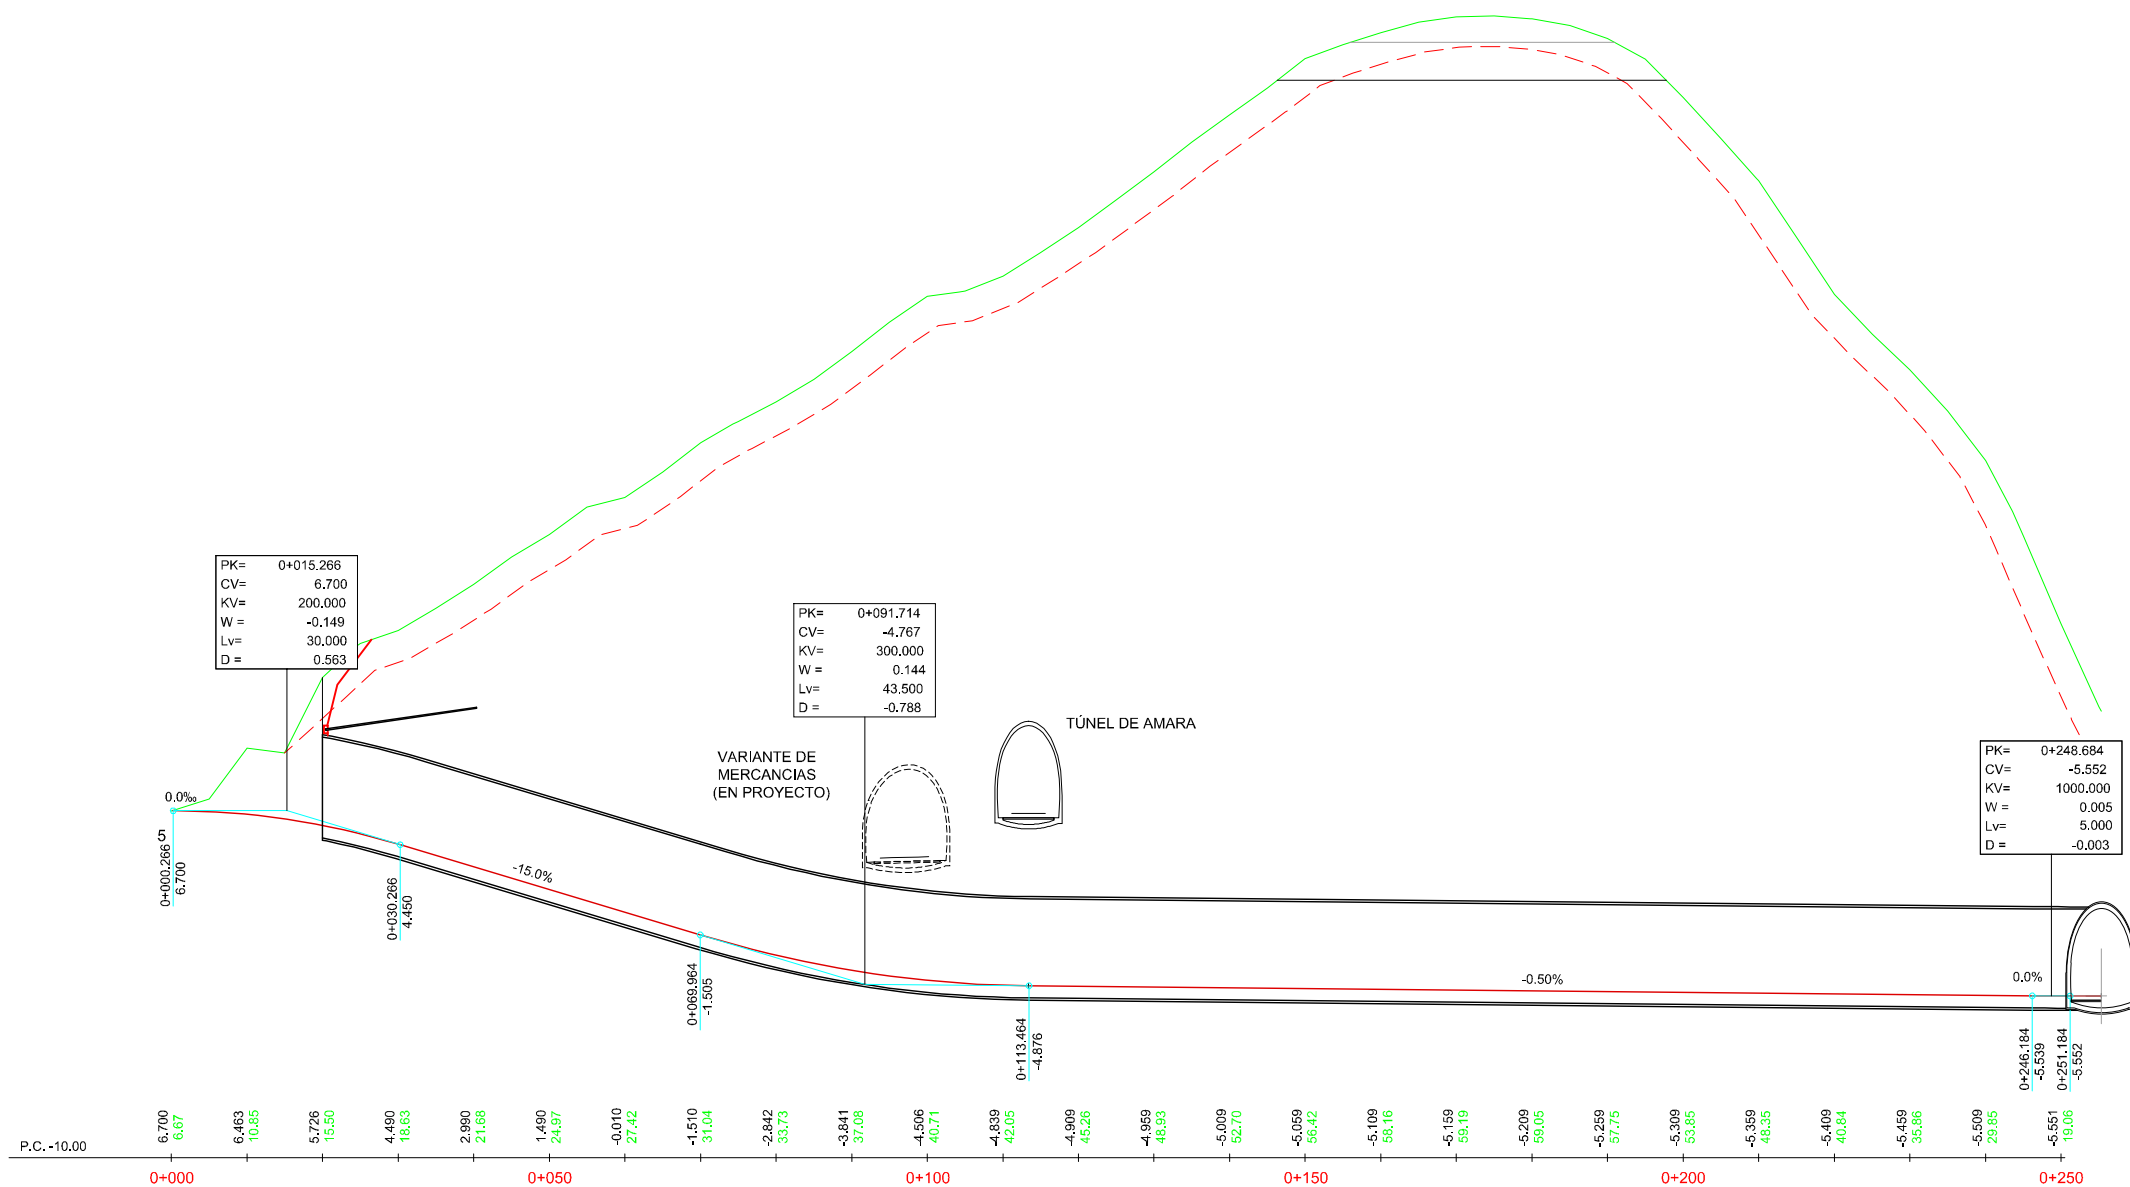 PK= 0+015.266
CV= 6.700
KV= 200.000
W = -0.149
Lv= 30.000
D = 0.563
PK= 0+091.714
CV= -4.767
KV= 300.000
W = 0.144
Lv= 43.500
D = -0.788
TÚNEL DE AMARA
VARIANTE DE
MERCANCIAS
(EN PROYECTO)
PK= 0+248.684
CV= -5.552
KV= 1000.000
W = 0.005
Lv= 5.000
D = -0.003
0.0‰
5
0+000.266
6.700
0+030.266
4.450
-15.0%
0+069.964
-1.505
0+113.464
-4.876
-0.50%
0.0%
0+246.184
-5.539
0+251.184
-5.552
6.700
6.67
6.463
10.85
5.726
15.50
4.490
18.63
2.990
21.68
1.490
24.97
-0.010
27.42
-1.510
31.04
-2.842
33.73
-3.841
37.08
-4.506
40.71
-4.839
42.05
-4.909
45.26
-4.959
48.93
-5.009
52.70
-5.059
56.42
-5.109
58.16
-5.159
59.19
-5.209
59.05
-5.259
57.75
-5.309
53.85
-5.359
48.35
-5.409
40.84
-5.459
35.86
-5.509
29.85
-5.551
19.06
P.C. -10.00
0+000 0+050 0+100 0+150 0+200 0+250